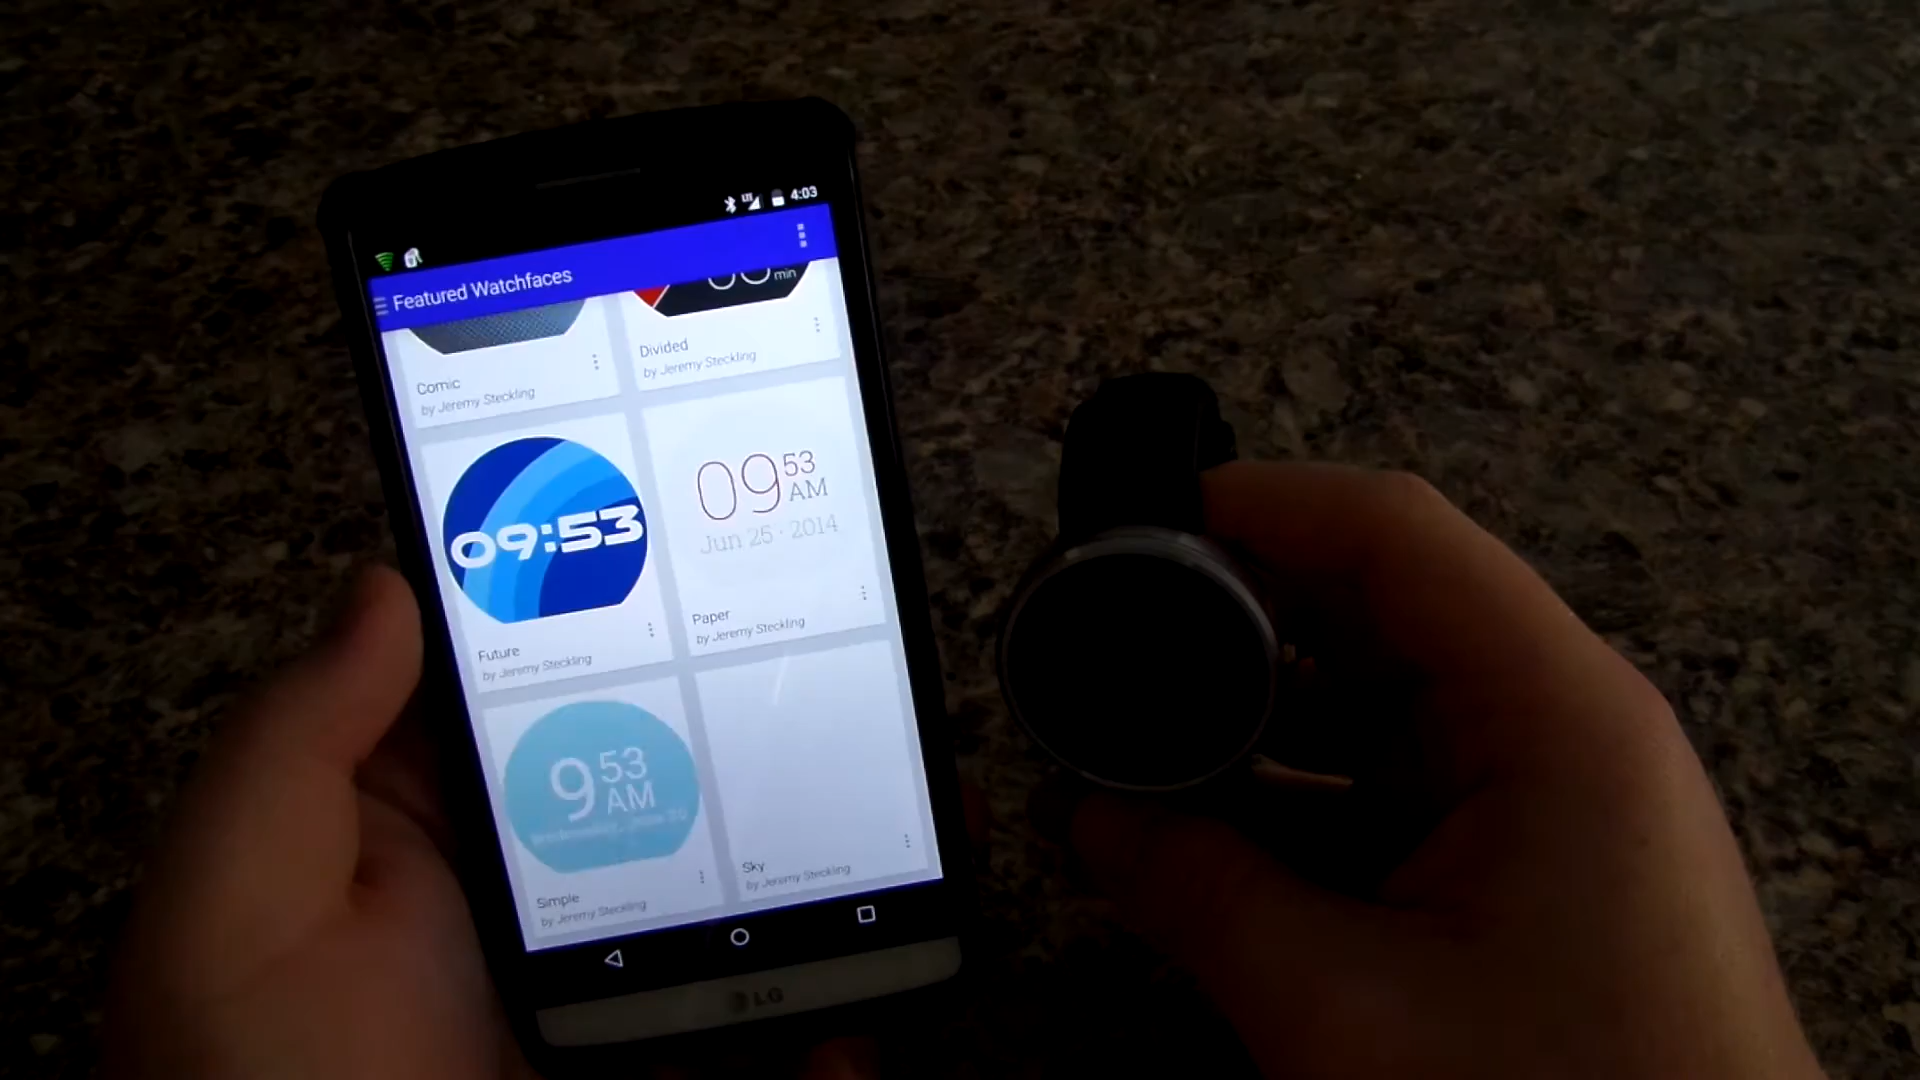 LTE 4:03
Featured Watchfaces
min
Comic
by Jeremy Steckling
Divided
by Jeremy Steckling
09:53
Future
by Jeremy Steckling
09 53
AM
Jun 25 · 2014
Paper
by Jeremy Steckling
9 53
AM
Simple
by Jeremy Steckling
Sky
by Jeremy Steckling
LG